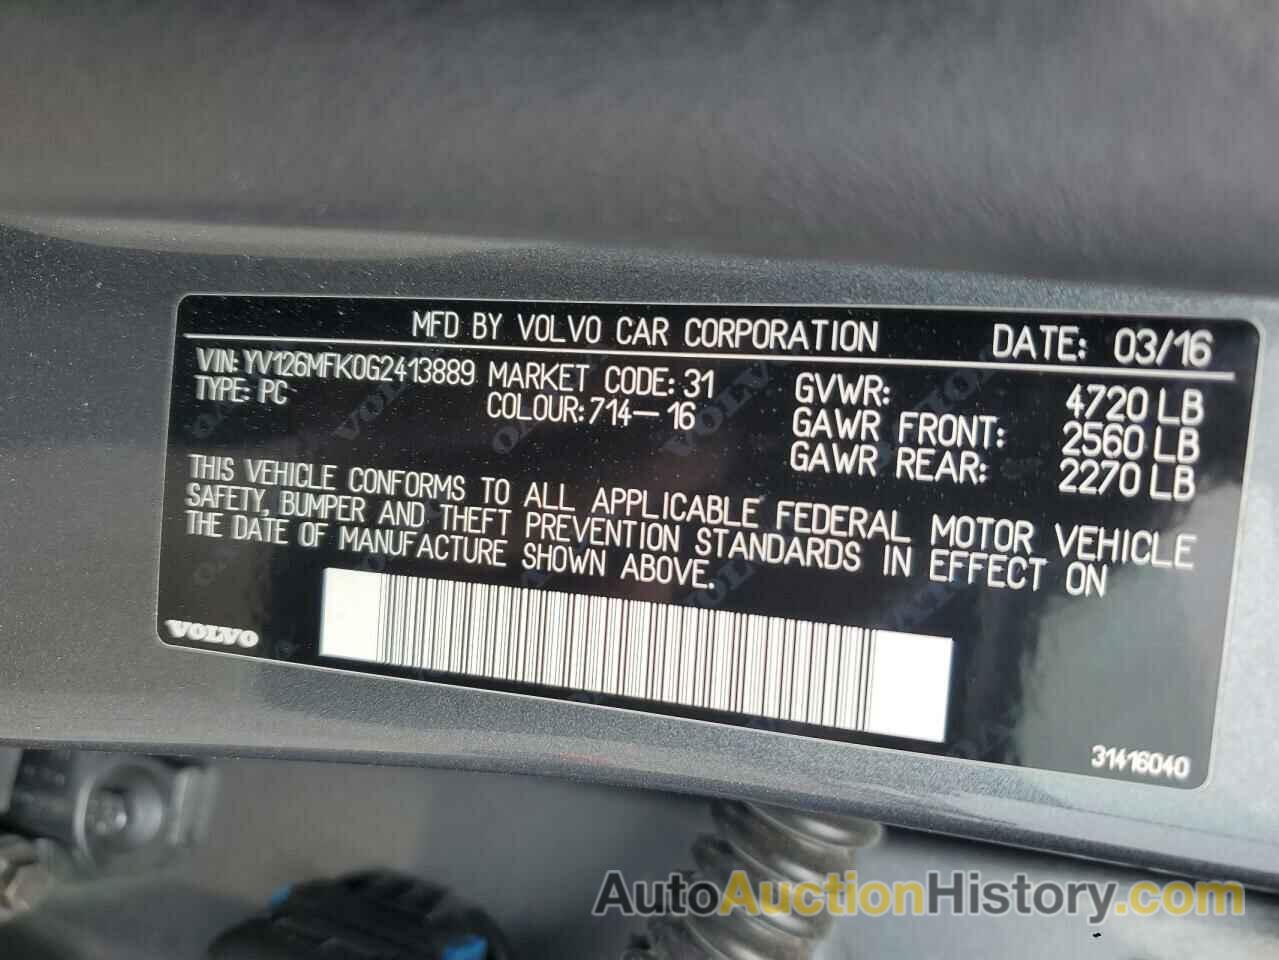 MFD BY VOLVO CAR CORPORATION DATE: 03/16
VIN: YV126MFK0G2413889 MARKET CODE: 31 GVWR: 4720 LB
TYPE: PC COLOUR: 714-16 GAWR FRONT: 2560 LB
GAWR REAR: 2270 LB
THIS VEHICLE CONFORMS TO ALL APPLICABLE FEDERAL MOTOR VEHICLE
SAFETY, BUMPER AND THEFT PREVENTION STANDARDS IN EFFECT ON
THE DATE OF MANUFACTURE SHOWN ABOVE.
VOLVO
31416040
AutoAuctionHistory.com